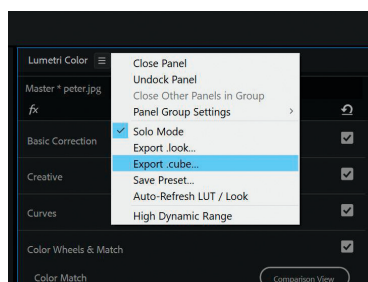 Lumetri Color
Close Panel
Undock Panel
Master * peter.jpg
Close Other Panels in Group
fx
Panel Group Settings
Solo Mode
Basic Correction
Export .look...
Export .cube...
Creative
Save Preset...
Auto-Refresh LUT / Look
Curves
High Dynamic Range
Color Wheels & Match
Color Match
Comparison View